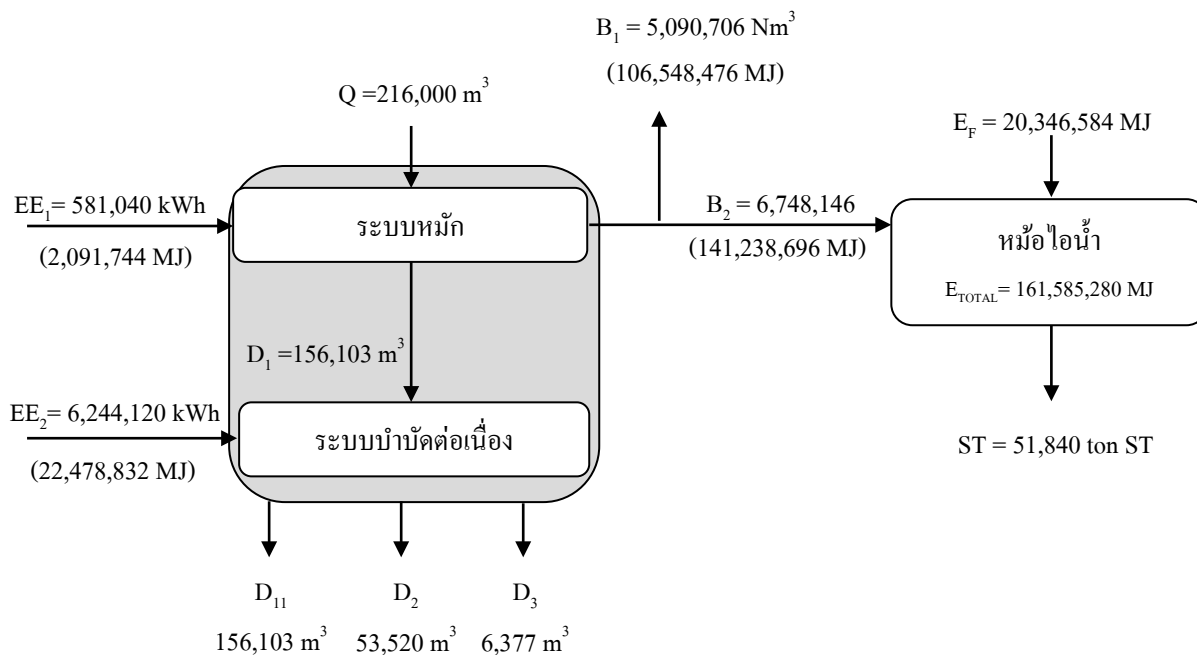 B₁ = 5,090,706 Nm³
(106,548,476 MJ)
Q =216,000 m³
E_F = 20,346,584 MJ
EE₁= 581,040 kWh
(2,091,744 MJ)
ระบบหมัก
B₂ = 6,748,146
(141,238,696 MJ)
หม้อไอน้ำ
E_TOTAL= 161,585,280 MJ
D₁ =156,103 m³
EE₂= 6,244,120 kWh
(22,478,832 MJ)
ระบบบำบัดต่อเนื่อง
ST = 51,840 ton ST
D₁₁ D₂ D₃
156,103 m³ 53,520 m³ 6,377 m³